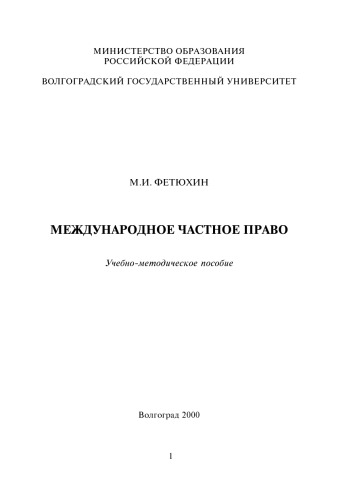 МИНИСТЕРСТВО ОБРАЗОВАНИЯ
РОССИЙСКОЙ ФЕДЕРАЦИИ
ВОЛГОГРАДСКИЙ ГОСУДАРСТВЕННЫЙ УНИВЕРСИТЕТ
М.И. ФЕТЮХИН
МЕЖДУНАРОДНОЕ ЧАСТНОЕ ПРАВО
Учебно-методическое пособие
Волгоград 2000
1